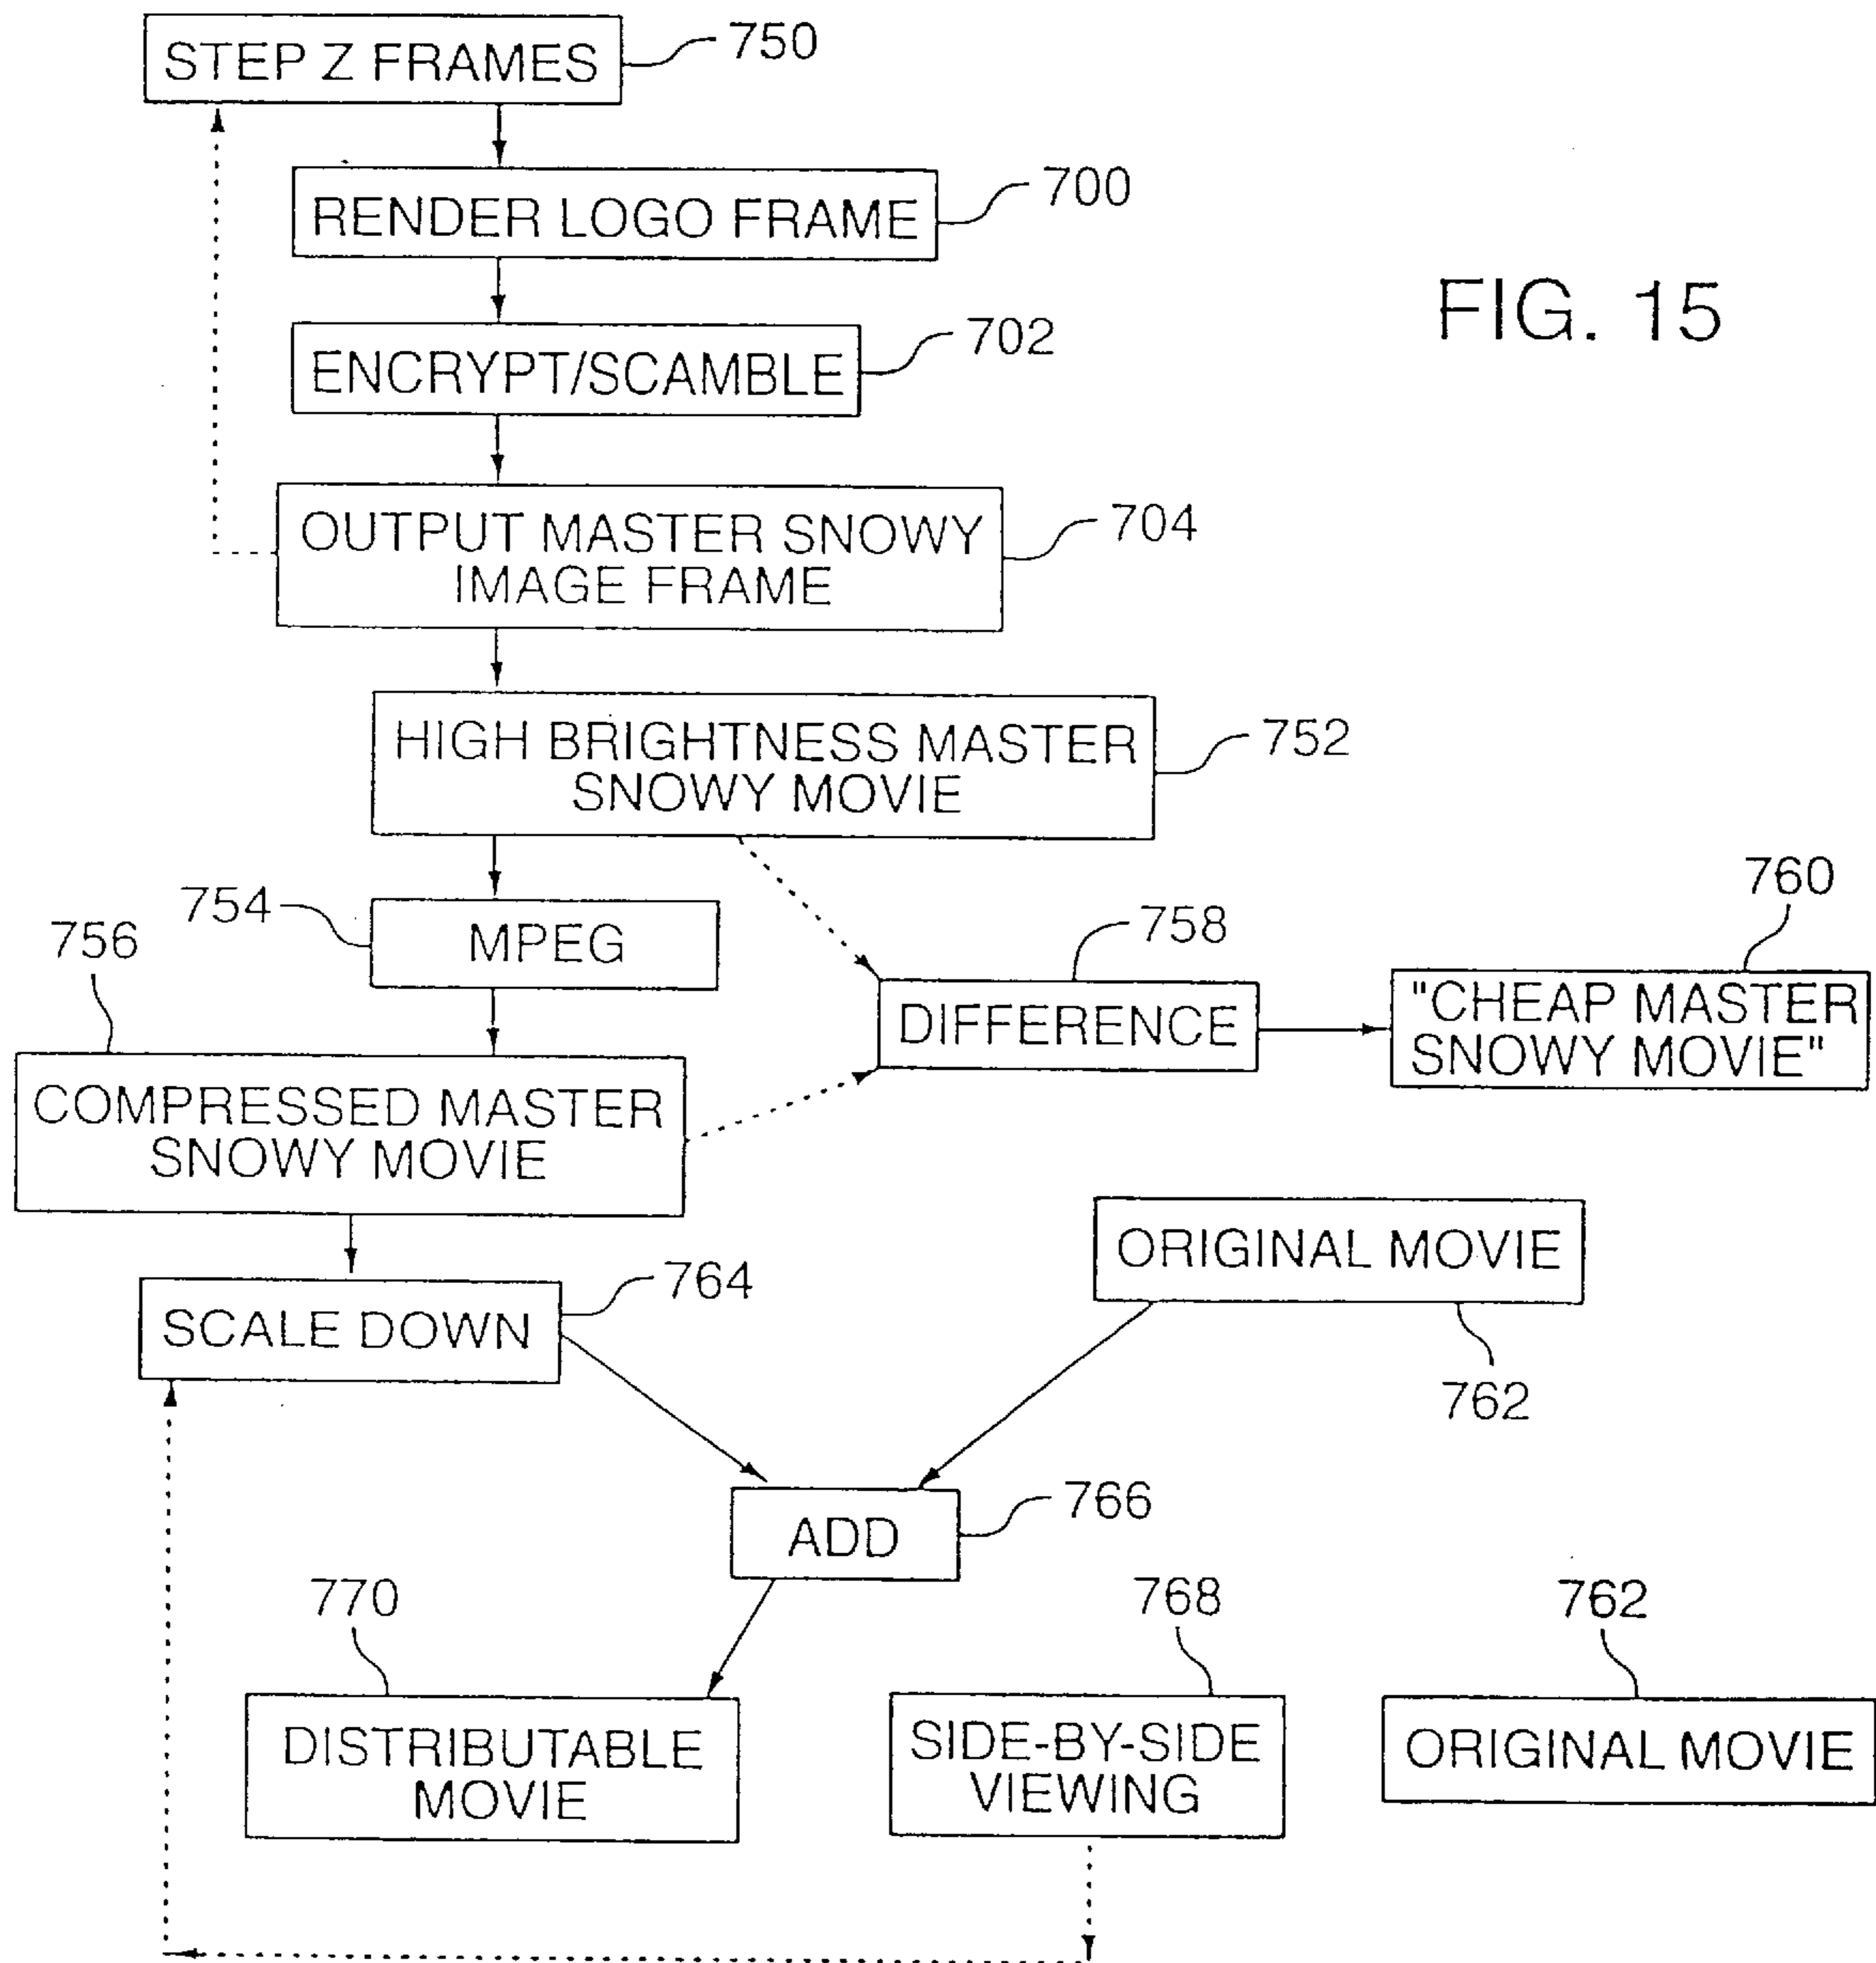 STEP Z FRAMES
750
RENDER LOGO FRAME
700
FIG. 15
ENCRYPT/SCAMBLE
702
OUTPUT MASTER SNOWY
IMAGE FRAME
704
HIGH BRIGHTNESS MASTER
SNOWY MOVIE
752
754
MPEG
756
758
760
DIFFERENCE
"CHEAP MASTER
SNOWY MOVIE"
COMPRESSED MASTER
SNOWY MOVIE
ORIGINAL MOVIE
762
SCALE DOWN
764
ADD
766
770
768
762
DISTRIBUTABLE
MOVIE
SIDE-BY-SIDE
VIEWING
ORIGINAL MOVIE